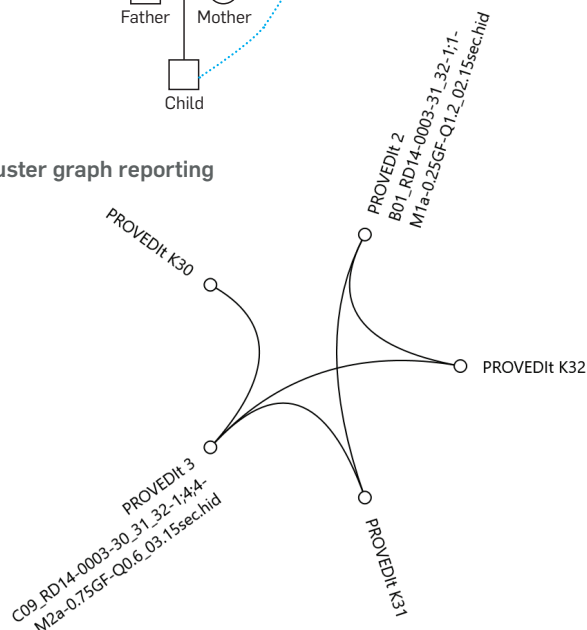 Father
Mother
Child
uster graph reporting
PROVEDIt 2
B01_RD14-0003-31_32-1;1-
M1a-0.25GF-Q1.2_02.15sec.hid
PROVEDIt K30
PROVEDIt K32
PROVEDIt 3
C09_RD14-0003-30_31_32-1;4;4-
M2a-0.75GF-Q0.6_03.15sec.hid
PROVEDIt K31